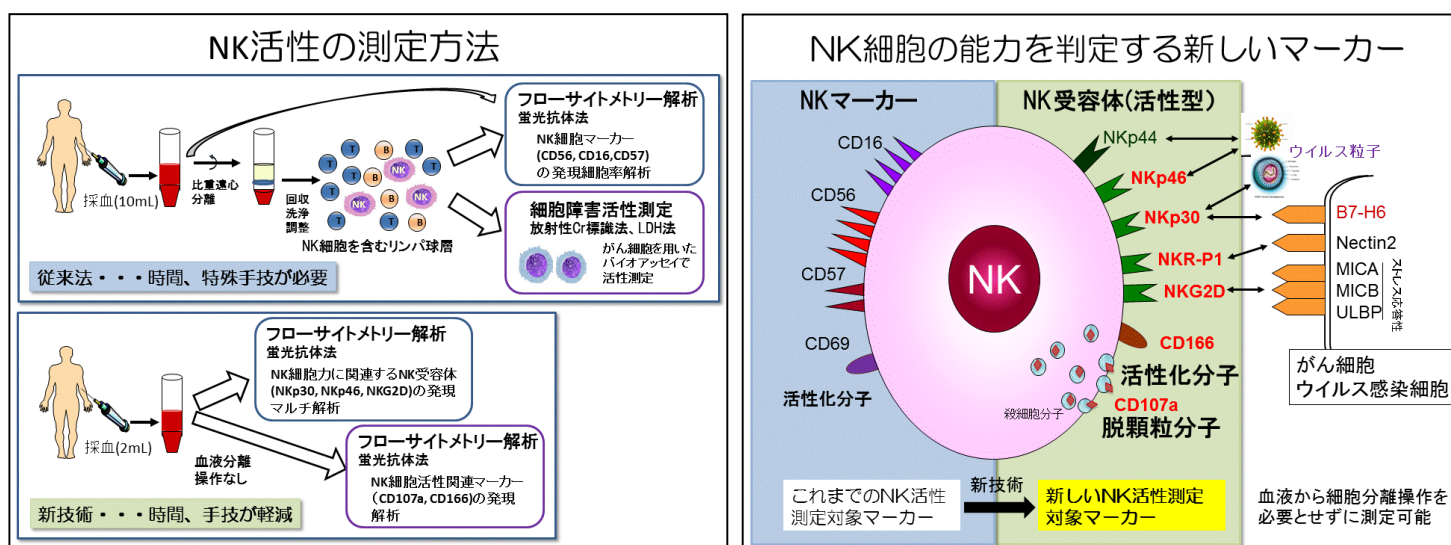 NK活性の測定方法
採血(10mL)
比重遠心
分離
回収
洗浄
調整
T
T
B
T
T
T
B
NK
T
T
B
NK
NK
T
T
B
T
NK細胞を含むリンパ球層
フローサイトメトリー解析
蛍光抗体法
NK細胞マーカー
(CD56, CD16,CD57)
の発現細胞率解析
細胞障害活性測定
放射性Cr標識法、LDH法
がん細胞を用いた
バイオアッセイで
活性測定
従来法・・・時間、特殊手技が必要
採血(2mL)
血液分離
操作なし
フローサイトメトリー解析
蛍光抗体法
NK細胞力に関連するNK受容体
(NKp30, NKp46, NKG2D)の発現
マルチ解析
フローサイトメトリー解析
蛍光抗体法
NK細胞活性関連マーカー
(CD107a, CD166)の発現
解析
新技術・・・時間、手技が軽減
NK細胞の能力を判定する新しいマーカー
NKマーカー
CD16
CD56
CD57
CD69
活性化分子
NK
NK受容体(活性型)
NKp44
NKp46
NKp30
NKR-P1
NKG2D
CD166
活性化分子
CD107a
脱顆粒分子
殺細胞分子
ウイルス粒子
B7-H6
Nectin2
MICA
MICB
ULBP
ストレス応答性
がん細胞
ウイルス感染細胞
これまでのNK活性
測定対象マーカー
新技術
新しいNK活性測定
対象マーカー
血液から細胞分離操作を
必要とせずに測定可能